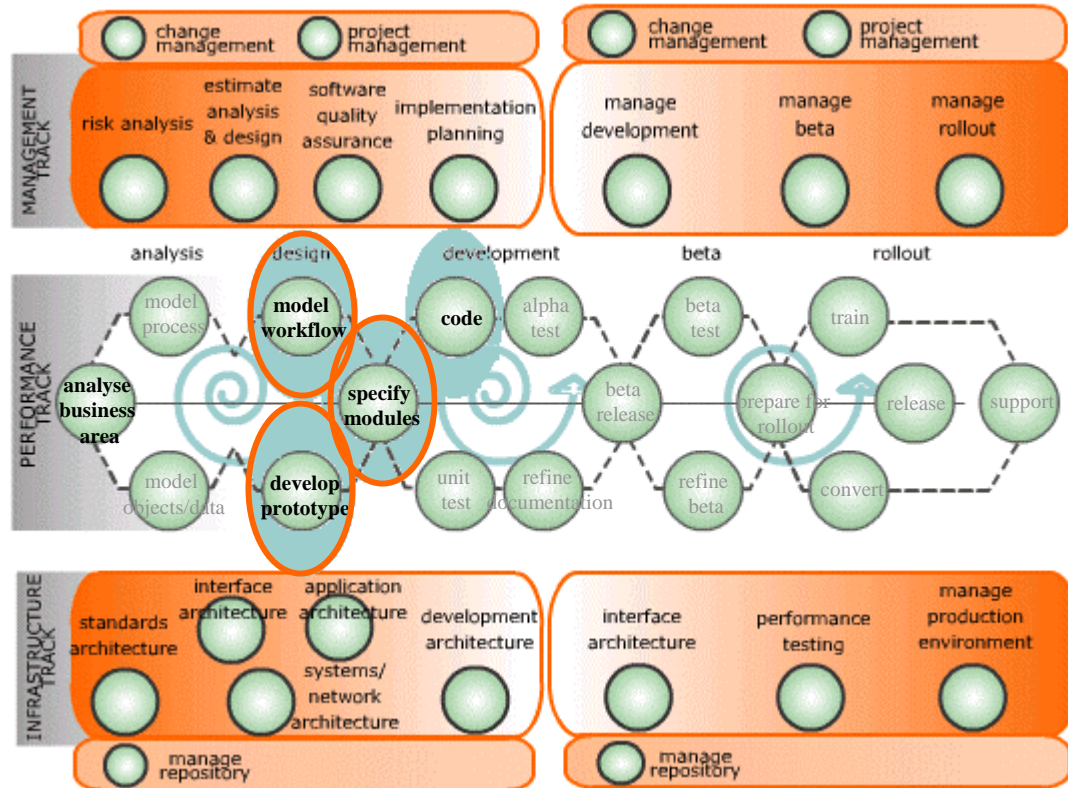 change
management
project
management
change
management
project
management
MANAGEMENT
TRACK
risk analysis
estimate
analysis
& design
software
quality
assurance
implementation
planning
manage
development
manage
beta
manage
rollout
analysis
design
development
beta
rollout
PERFORMANCE
TRACK
model
process
model
workflow
code
alpha
test
beta
test
train
analyse
business
area
specify
modules
beta
release
prepare for
rollout
release
support
model
objects/data
develop
prototype
unit
test
refine
documentation
refine
beta
convert
INFRASTRUCTURE
TRACK
standards
architecture
interface
architecture
application
architecture
systems/
network
architecture
development
architecture
interface
architecture
performance
testing
manage
production
environment
manage
repository
manage
repository